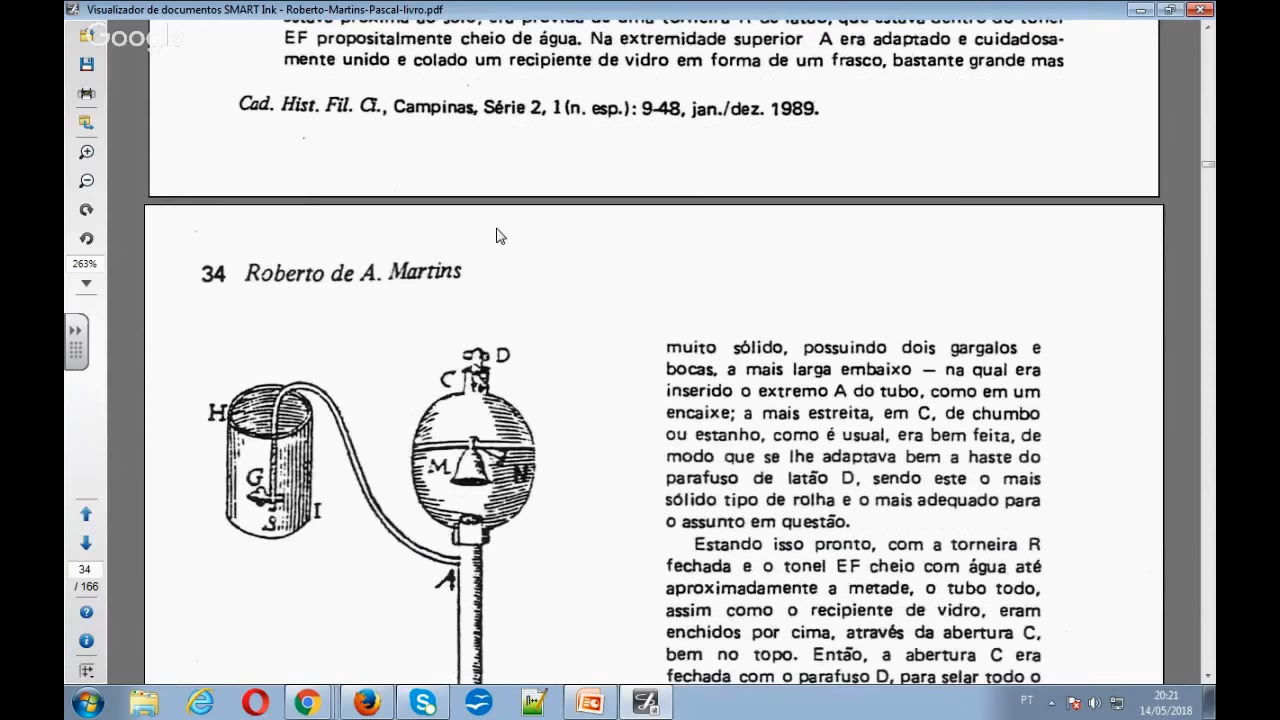 Visualizador de documentos SMART Ink - Roberto-Martins-Pascal-livro.pdf
Google
EF propositalmente cheio de água. Na extremidade superior A era adaptado e cuidadosa-
mente unido e colado um recipiente de vidro em forma de um frasco, bastante grande mas
Cad. Hist. Fil. Ci., Campinas, Série 2, 1 (n. esp.): 9-48, jan./dez. 1989.
263%
34 Roberto de A. Martins
D
C
H
M
N
G
I
A
muito sólido, possuindo dois gargalos e
bocas, a mais larga embaixo — na qual era
inserido o extremo A do tubo, como em um
encaixe; a mais estreita, em C, de chumbo
ou estanho, como é usual, era bem feita, de
modo que se lhe adaptava bem a haste do
parafuso de latão D, sendo este o mais
sólido tipo de rolha e o mais adequado para
o assunto em questão.
Estando isso pronto, com a torneira R
fechada e o tonel EF cheio com água até
aproximadamente a metade, o tubo todo,
assim como o recipiente de vidro, eram
enchidos por cima, através da abertura C,
bem no topo. Então, a abertura C era
fechada com o parafuso D, para selar todo o
34
/ 166
PT
20:21
14/05/2018